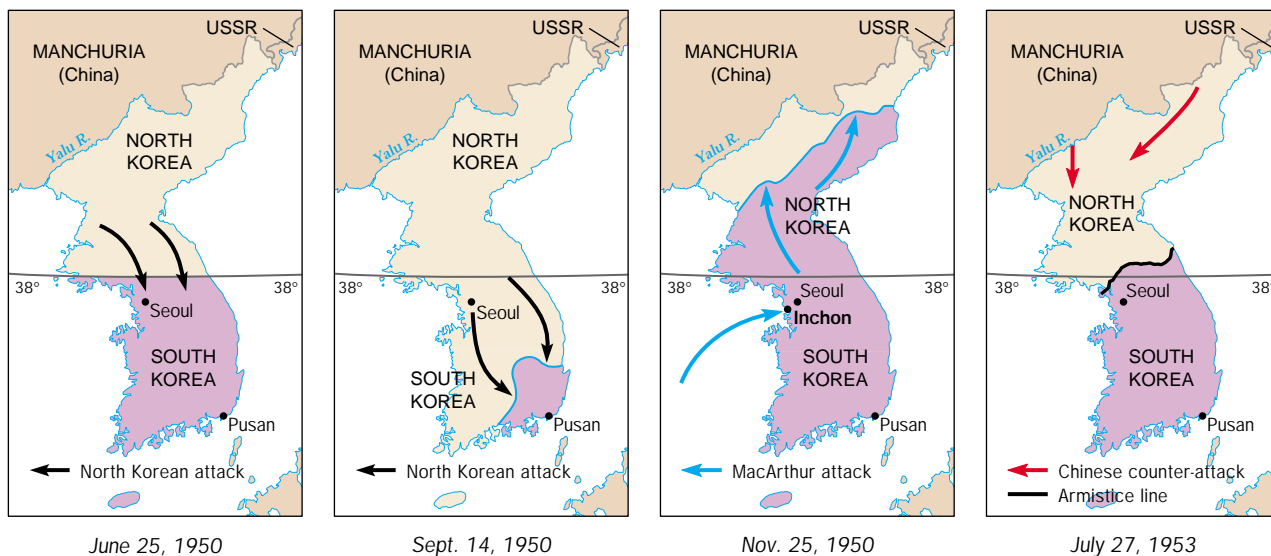 USSR
MANCHURIA
(China)
Yalu R.
NORTH
KOREA
38°
38°
Seoul
SOUTH
KOREA
Pusan
North Korean attack
June 25, 1950
USSR
MANCHURIA
(China)
Yalu R.
NORTH
KOREA
38°
38°
Seoul
SOUTH
KOREA
Pusan
North Korean attack
Sept. 14, 1950
USSR
MANCHURIA
(China)
Yalu R.
NORTH
KOREA
38°
38°
Seoul
Inchon
SOUTH
KOREA
Pusan
MacArthur attack
Nov. 25, 1950
USSR
MANCHURIA
(China)
Yalu R.
NORTH
KOREA
38°
38°
Seoul
SOUTH
KOREA
Pusan
Chinese counter-attack
Armistice line
July 27, 1953